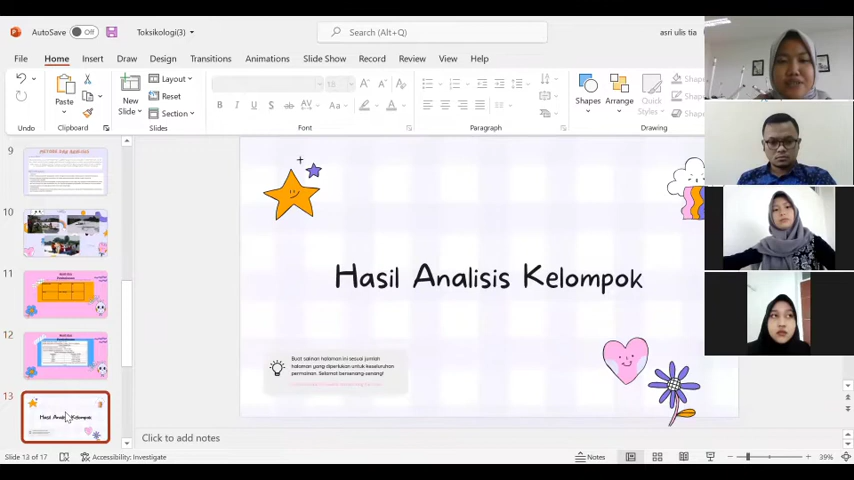 AutoSave
Off
Toksikologi(3)
Search (Alt+Q)
asri ulis tia
File
Home
Insert
Draw
Design
Transitions
Animations
Slide Show
Record
Review
View
Help
Paste
New
Slide
Layout
Reset
Section
Shapes
Arrange
Quick
Styles
Undo
Clipboard
Slides
Font
Paragraph
Drawing
9
10
11
12
13
Hasil Analisis Kelompok
Hasil Analisis Kelompok
Buat salinan halaman ini sesuai jumlah
halaman yang diperlukan untuk keseluruhan
permainan. Selamat bersenang-senang!
Click to add notes
Slide 13 of 17
Accessibility: Investigate
Notes
39%